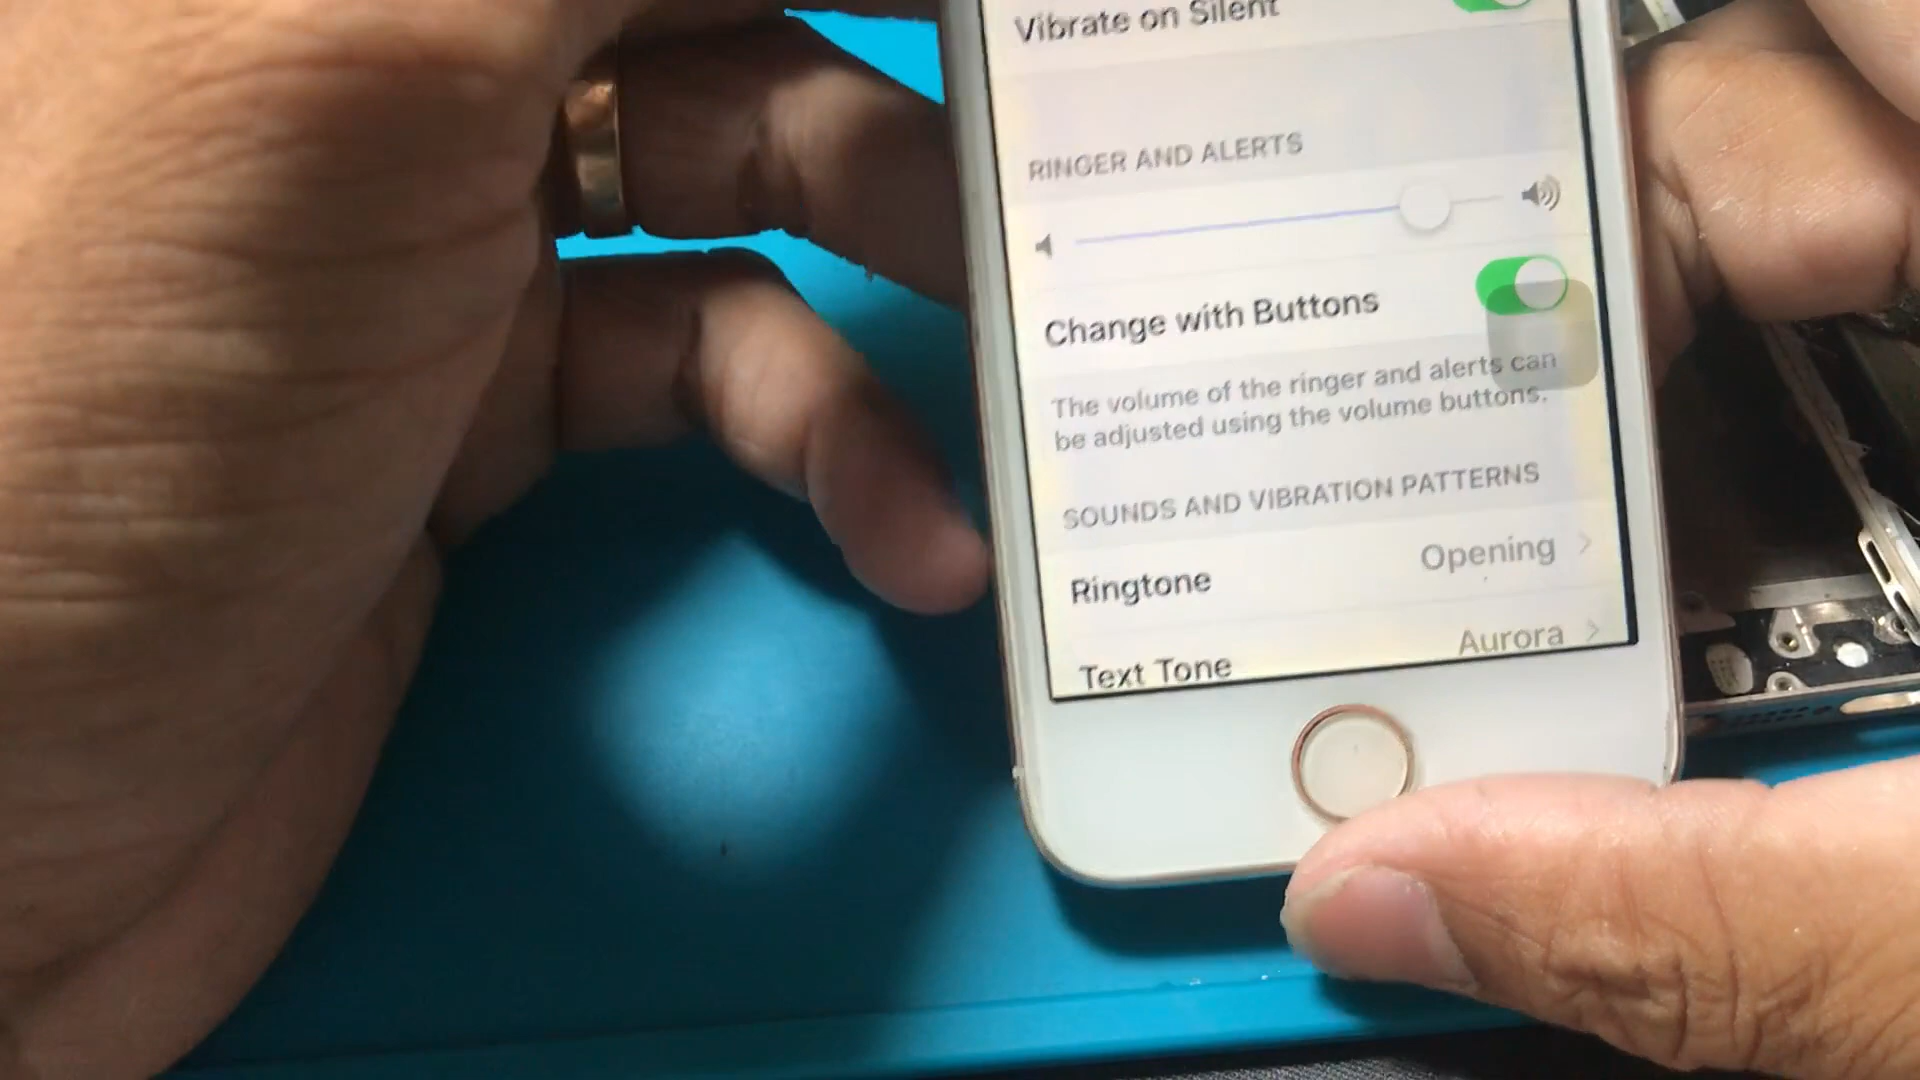 Vibrate on Silent
RINGER AND ALERTS
Change with Buttons
The volume of the ringer and alerts can
be adjusted using the volume buttons.
SOUNDS AND VIBRATION PATTERNS
Ringtone Opening
Text Tone Aurora